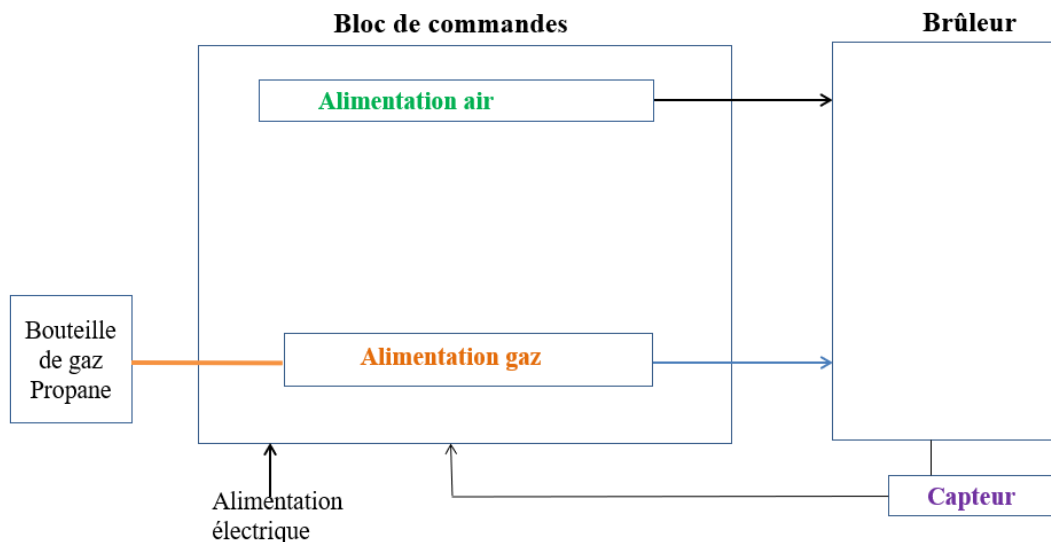 Bloc de commandes
Brûleur
Alimentation air
Bouteille
de gaz
Propane
Alimentation gaz
Capteur
Alimentation
électrique